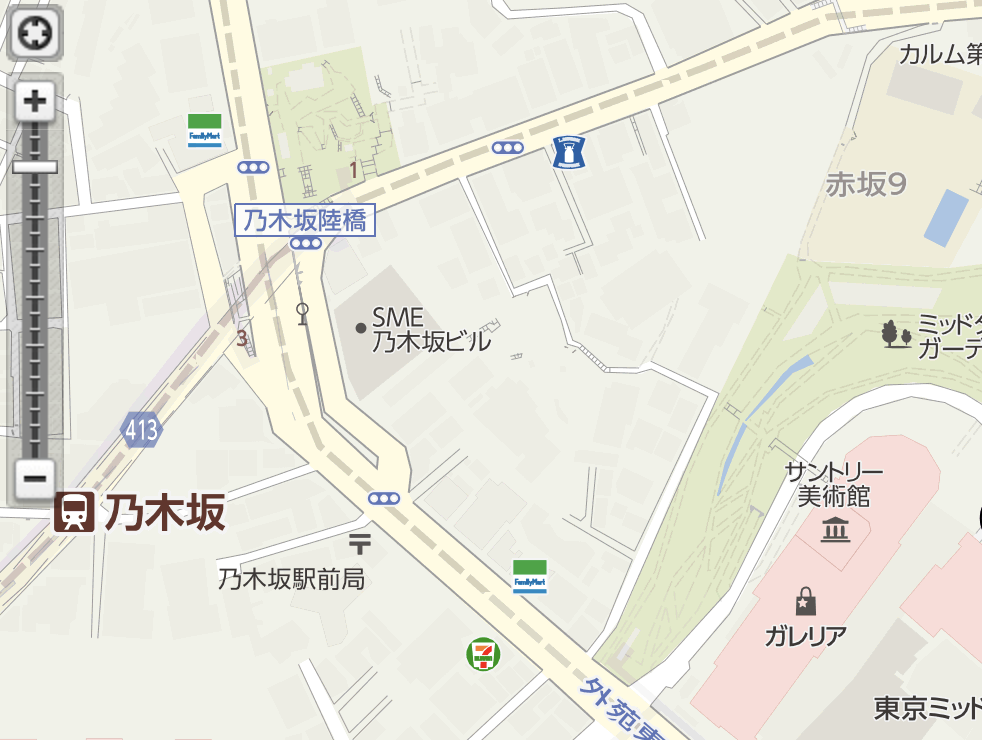 カルム第
FamilyMart
LAWSON
1
赤坂9
乃木坂陸橋
SME
乃木坂ビル
3
ミッドタ
ガーデ
413
サントリー
美術館
乃木坂
乃木坂駅前局
FamilyMart
ガレリア
外苑東
東京ミッド